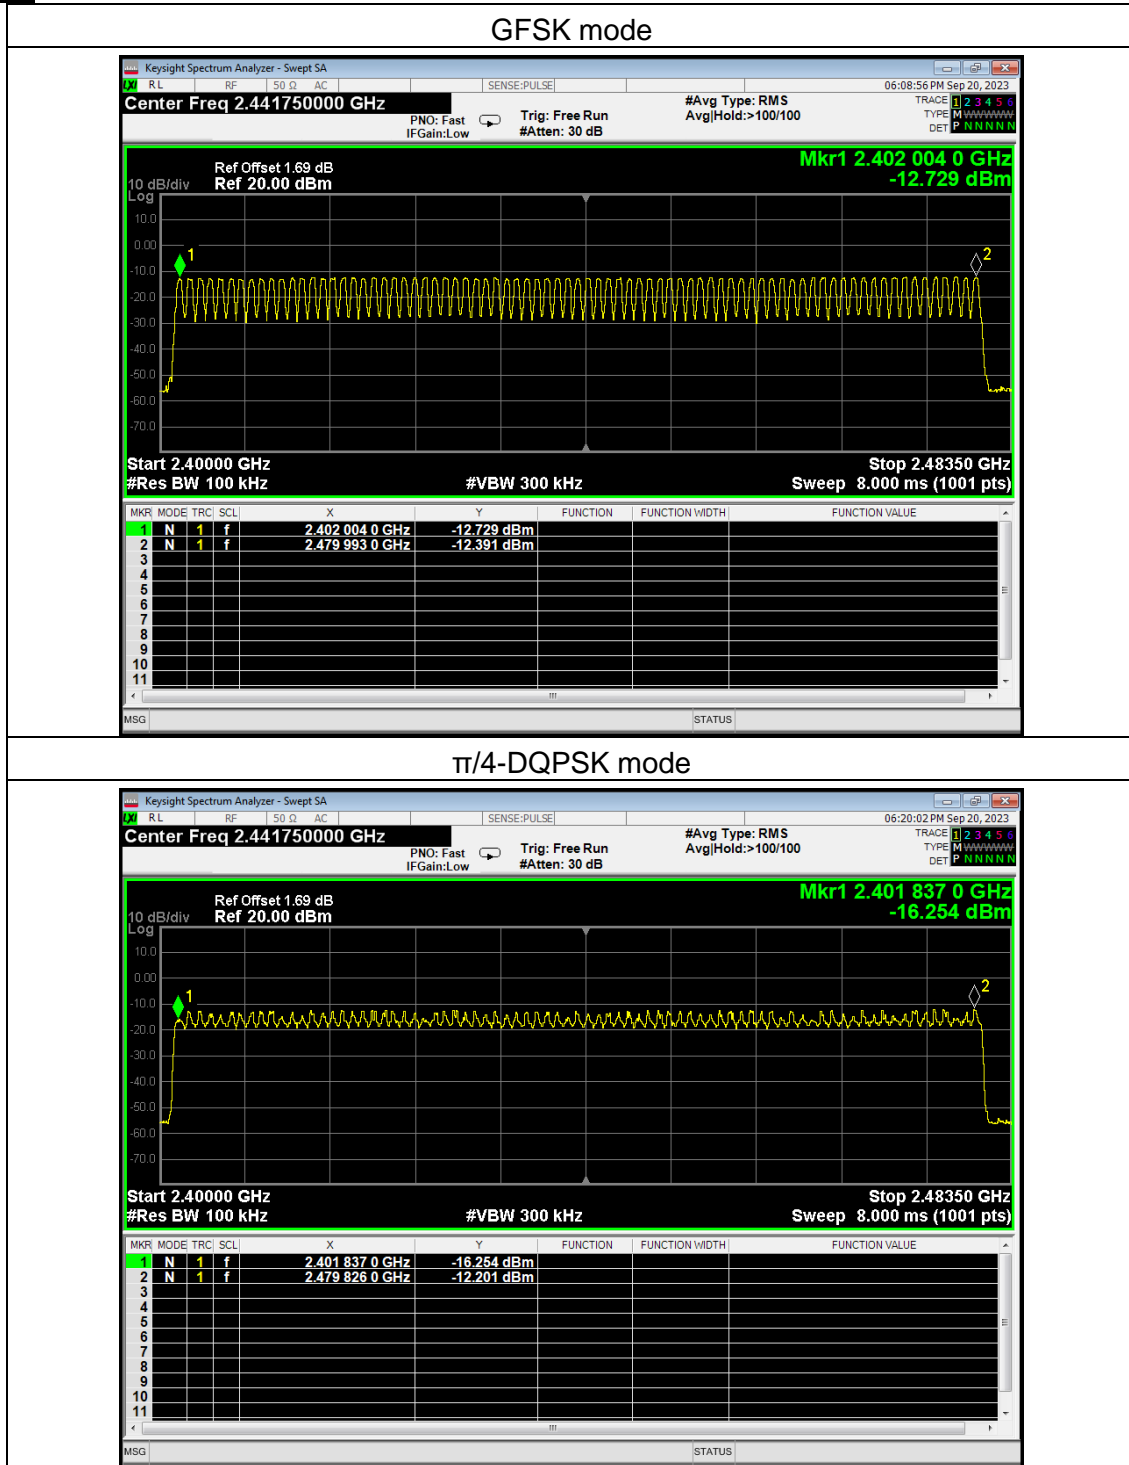 GFSK mode
Keysight Spectrum Analyzer - Swept SA
LXI RL RF 50 Ω AC SENSE:PULSE 06:08:56 PM Sep 20, 2023
Center Freq 2.441750000 GHz #Avg Type: RMS TRACE 1 2 3 4 5 6
PNO: Fast Trig: Free Run Avg|Hold:>100/100 TYPE M WWWWW
IFGain:Low #Atten: 30 dB DET P N N N N N
Mkr1 2.402 004 0 GHz
Ref Offset 1.69 dB
10 dB/div Ref 20.00 dBm -12.729 dBm
Log
10.0
0.00
1 2
-10.0
-20.0
-30.0
-40.0
-50.0
-60.0
-70.0
Start 2.40000 GHz Stop 2.48350 GHz
#Res BW 100 kHz #VBW 300 kHz Sweep 8.000 ms (1001 pts)
MKR MODE TRC SCL X Y FUNCTION FUNCTION WIDTH FUNCTION VALUE
1 N 1 f 2.402 004 0 GHz -12.729 dBm
2 N 1 f 2.479 993 0 GHz -12.391 dBm
3
4
5
6
7
8
9
10
11
MSG STATUS
π/4-DQPSK mode
Keysight Spectrum Analyzer - Swept SA
LXI RL RF 50 Ω AC SENSE:PULSE 06:20:02 PM Sep 20, 2023
Center Freq 2.441750000 GHz #Avg Type: RMS TRACE 1 2 3 4 5 6
PNO: Fast Trig: Free Run Avg|Hold:>100/100 TYPE M WWWWW
IFGain:Low #Atten: 30 dB DET P N N N N N
Mkr1 2.401 837 0 GHz
Ref Offset 1.69 dB
10 dB/div Ref 20.00 dBm -16.254 dBm
Log
10.0
0.00
1 2
-10.0
-20.0
-30.0
-40.0
-50.0
-60.0
-70.0
Start 2.40000 GHz Stop 2.48350 GHz
#Res BW 100 kHz #VBW 300 kHz Sweep 8.000 ms (1001 pts)
MKR MODE TRC SCL X Y FUNCTION FUNCTION WIDTH FUNCTION VALUE
1 N 1 f 2.401 837 0 GHz -16.254 dBm
2 N 1 f 2.479 826 0 GHz -12.201 dBm
3
4
5
6
7
8
9
10
11
MSG STATUS